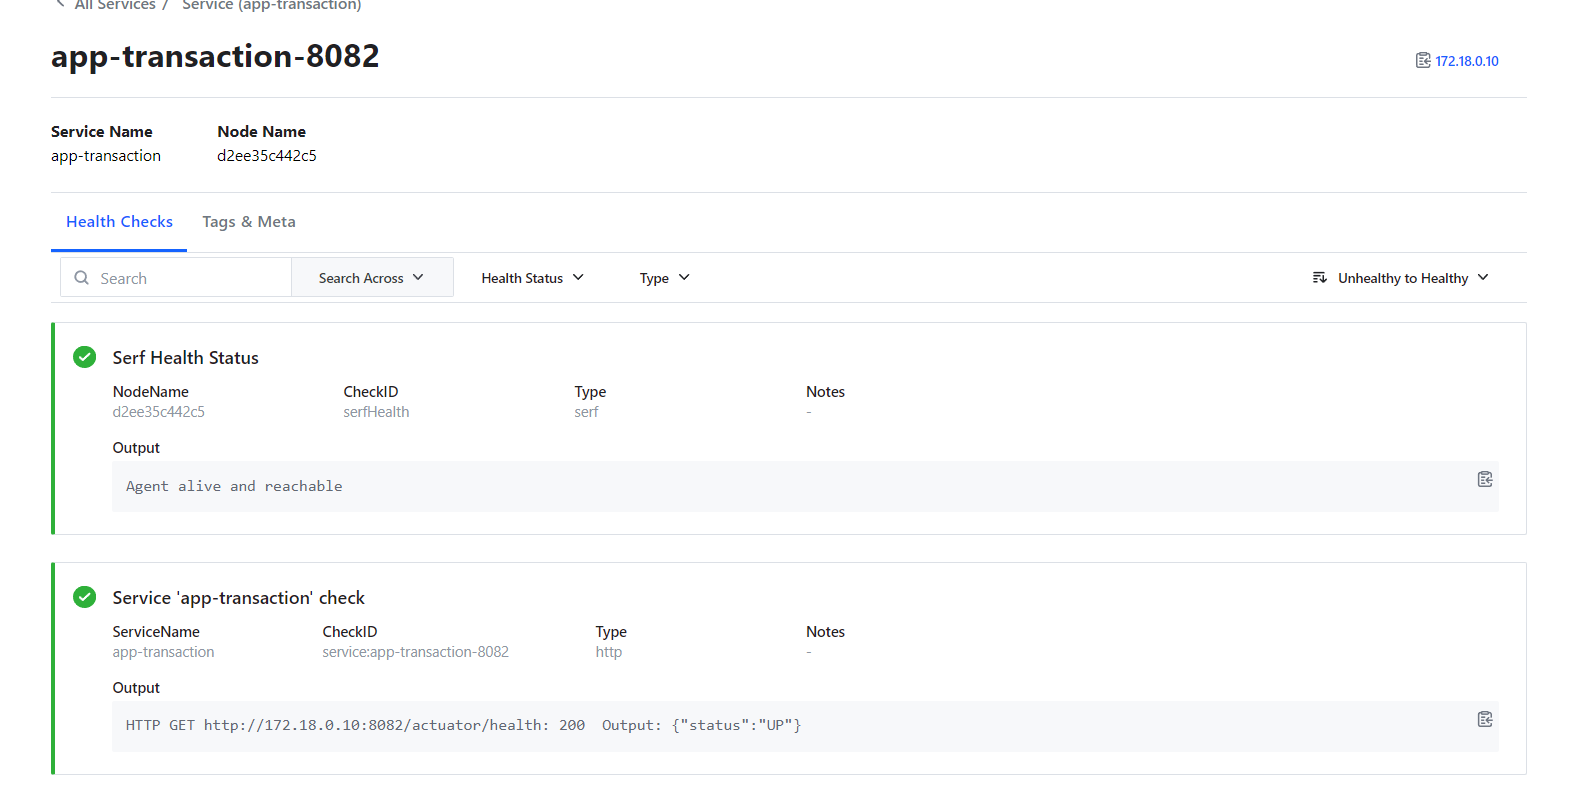 All Services / Service (app-transaction)
app-transaction-8082
172.18.0.10
Service Name Node Name
app-transaction d2ee35c442c5
Health Checks Tags & Meta
Search Search Across Health Status Type Unhealthy to Healthy
Serf Health Status
NodeName CheckID Type Notes
d2ee35c442c5 serfHealth serf -
Output
Agent alive and reachable
Service 'app-transaction' check
ServiceName CheckID Type Notes
app-transaction service:app-transaction-8082 http -
Output
HTTP GET http://172.18.0.10:8082/actuator/health: 200 Output: {"status":"UP"}